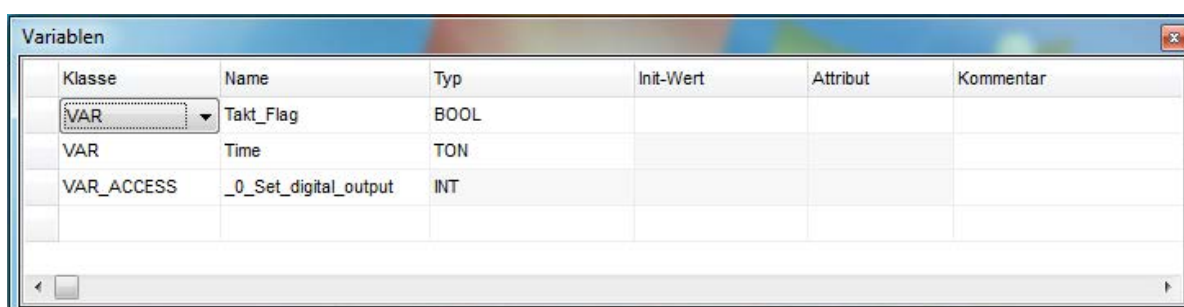 Variablen
Klasse Name Typ Init-Wert Attribut Kommentar
VAR Takt_Flag BOOL
VAR Time TON
VAR_ACCESS _0_Set_digital_output INT